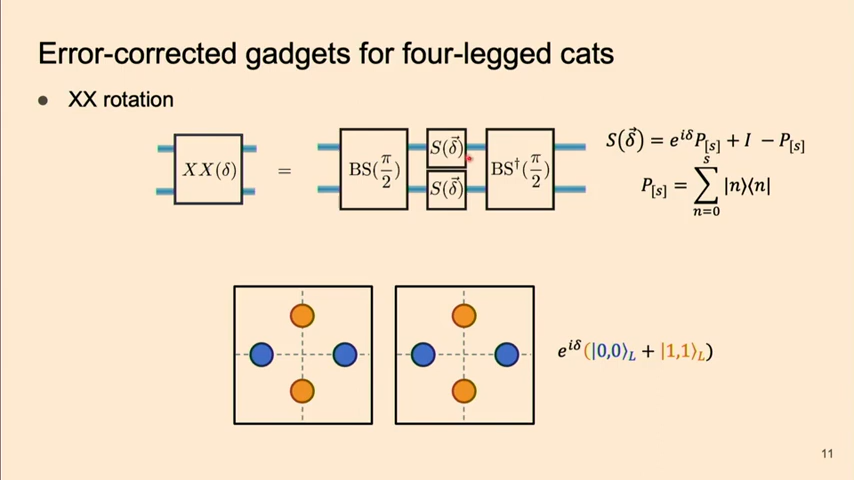 Error-corrected gadgets for four-legged cats
● XX rotation
XX(δ) = BS(π/2) S(δ⃗) S(δ⃗) BS†(π/2)
S(δ⃗) = e^{iδ}P_{[s]} + I − P_{[s]}
P_{[s]} = ∑_{n=0}^{s} |n⟩⟨n|
e^{iδ}(|0,0⟩_L + |1,1⟩_L)
11